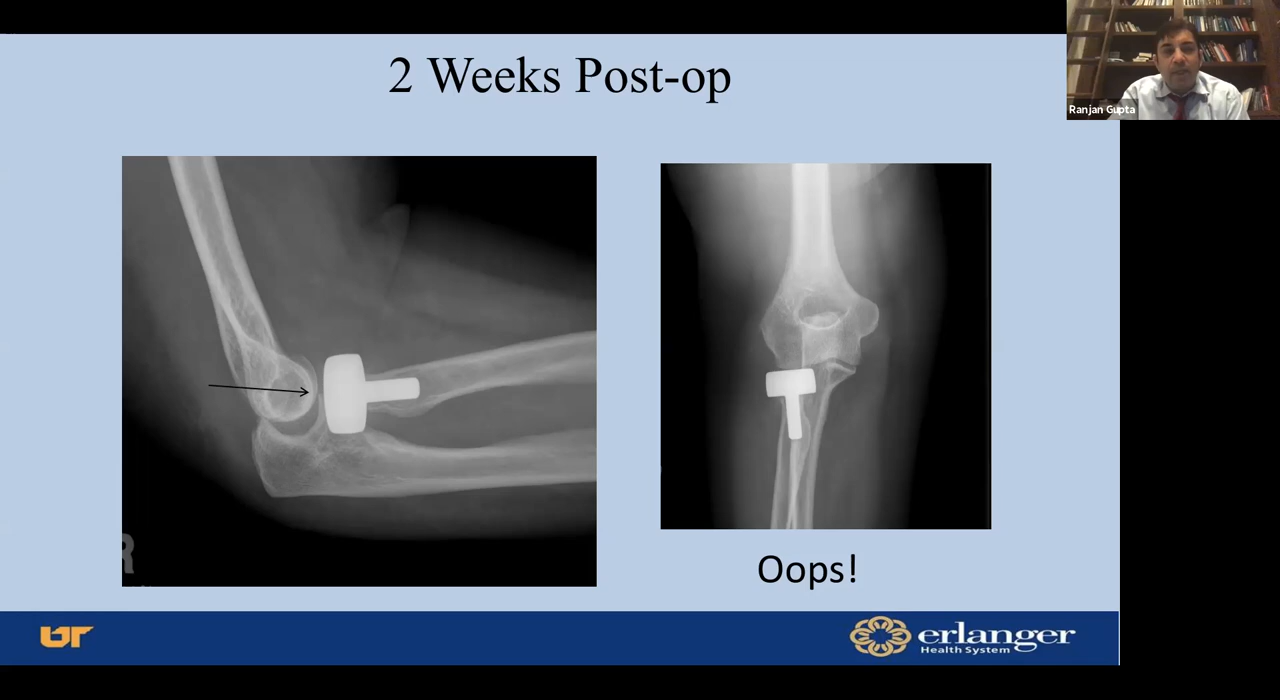 2 Weeks Post-op
Ranjan Gupta
R
Oops!
UT
erlanger
Health System